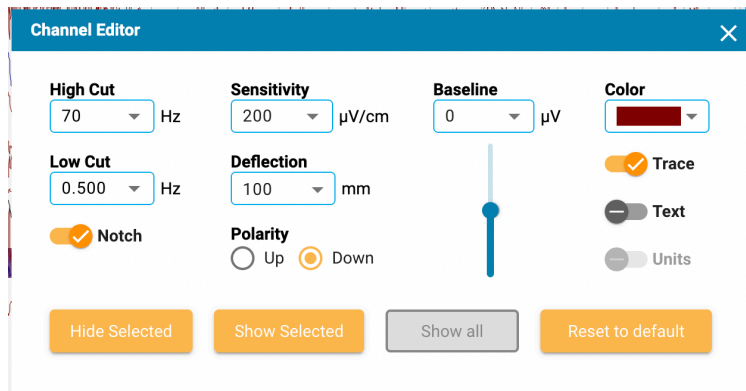 Channel Editor
High Cut
70 Hz
Sensitivity
200 µV/cm
Baseline
0 µV
Color
Low Cut
0.500 Hz
Deflection
100 mm
Trace
Text
Notch
Polarity
Up Down
Units
Hide Selected
Show Selected
Show all
Reset to default